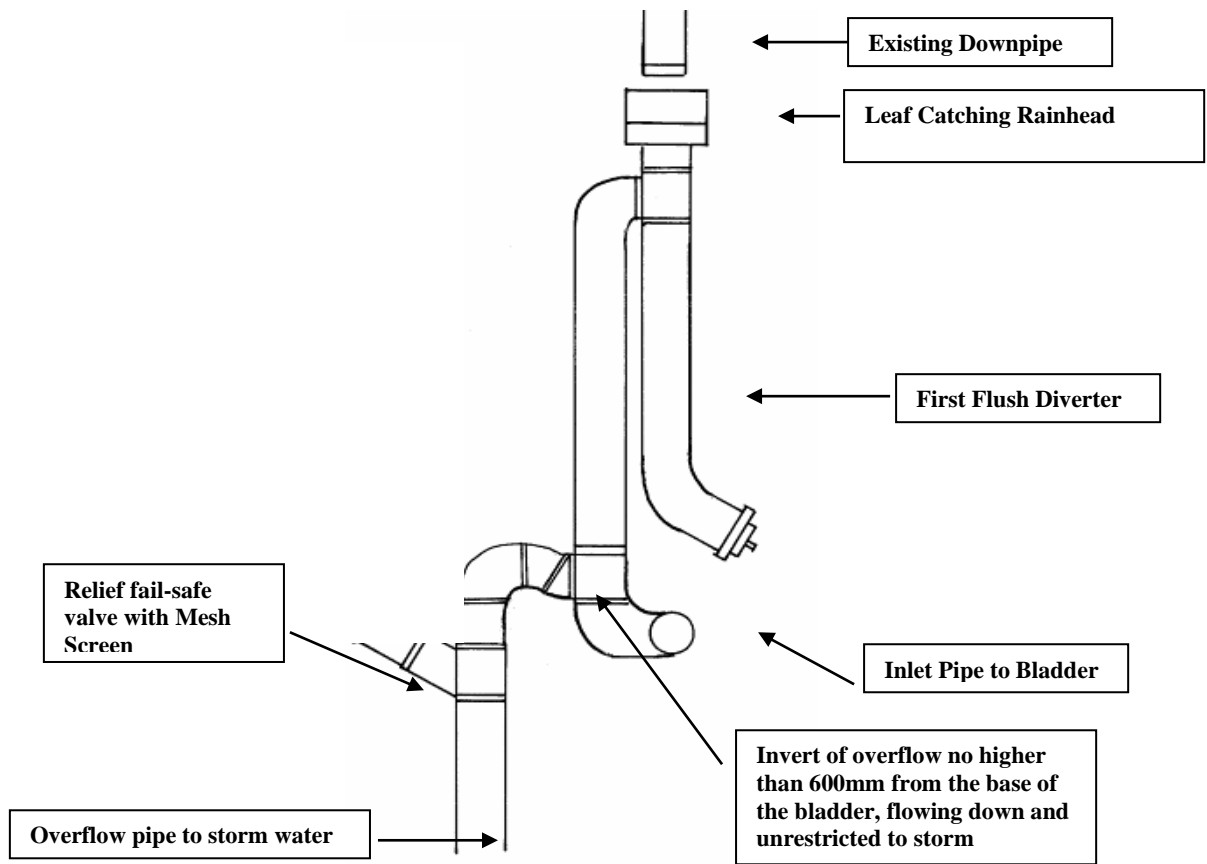 Existing Downpipe
Leaf Catching Rainhead
First Flush Diverter
Relief fail-safe
valve with Mesh
Screen
Inlet Pipe to Bladder
Invert of overflow no higher
than 600mm from the base of
the bladder, flowing down and
unrestricted to storm
Overflow pipe to storm water